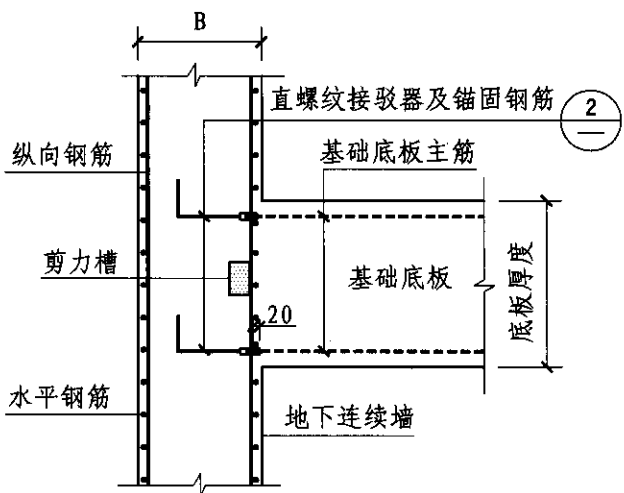 B
直螺纹接驳器及锚固钢筋
2
纵向钢筋
基础底板主筋
剪力槽
基础底板
底板厚度
20
水平钢筋
地下连续墙